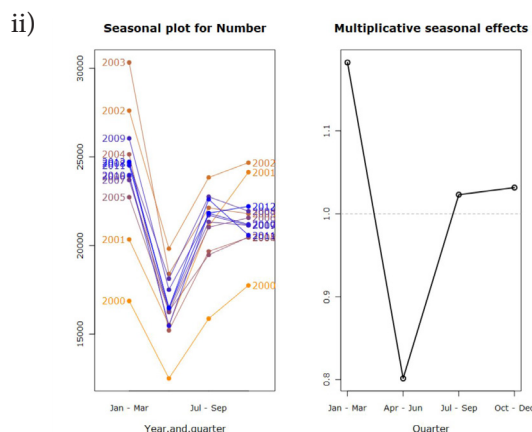 ii)
Seasonal plot for Number
Multiplicative seasonal effects
30000
25000
20000
15000
2003
2002
2009
2004
2005
2001
2000
2002
2001
2012
2000
1.1
1.0
0.9
0.8
Jan - Mar
Jul - Sep
Year,and,quarter
Jan - Mar
Apr - Jun
Jul - Sep
Oct - Dec
Quarter